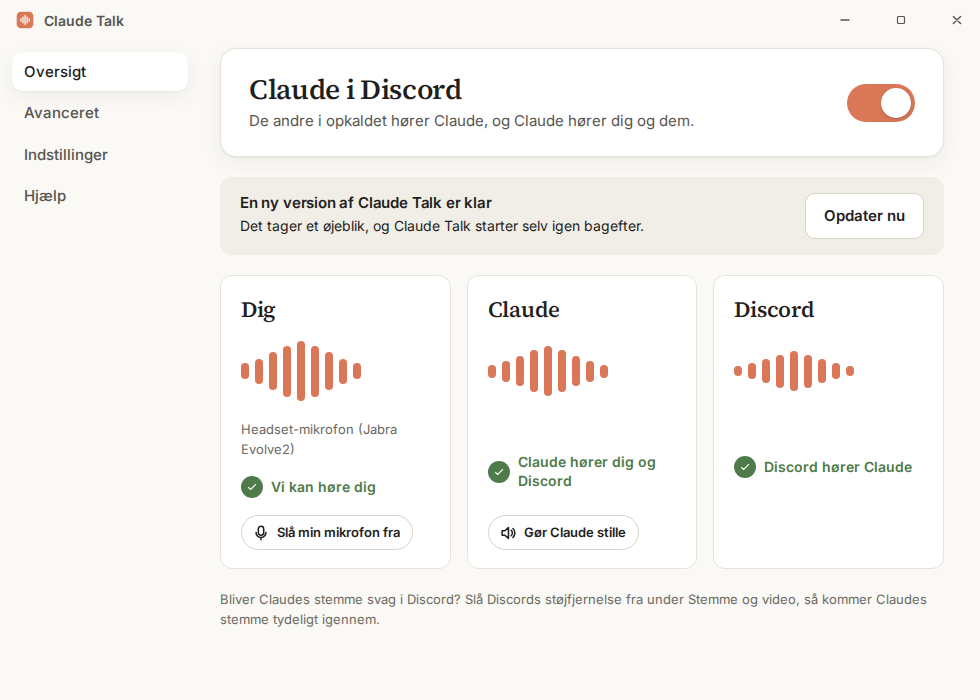 Claude Talk
Oversigt
Avanceret
Indstillinger
Hjælp
Claude i Discord
De andre i opkaldet hører Claude, og Claude hører dig og dem.
En ny version af Claude Talk er klar
Det tager et øjeblik, og Claude Talk starter selv igen bagefter.
Opdater nu
Dig
Headset-mikrofon (Jabra
Evolve2)
Vi kan høre dig
Slå min mikrofon fra
Claude
Claude hører dig og
Discord
Gør Claude stille
Discord
Discord hører Claude
Bliver Claudes stemme svag i Discord? Slå Discords støjfjernelse fra under Stemme og video, så kommer Claudes
stemme tydeligt igennem.